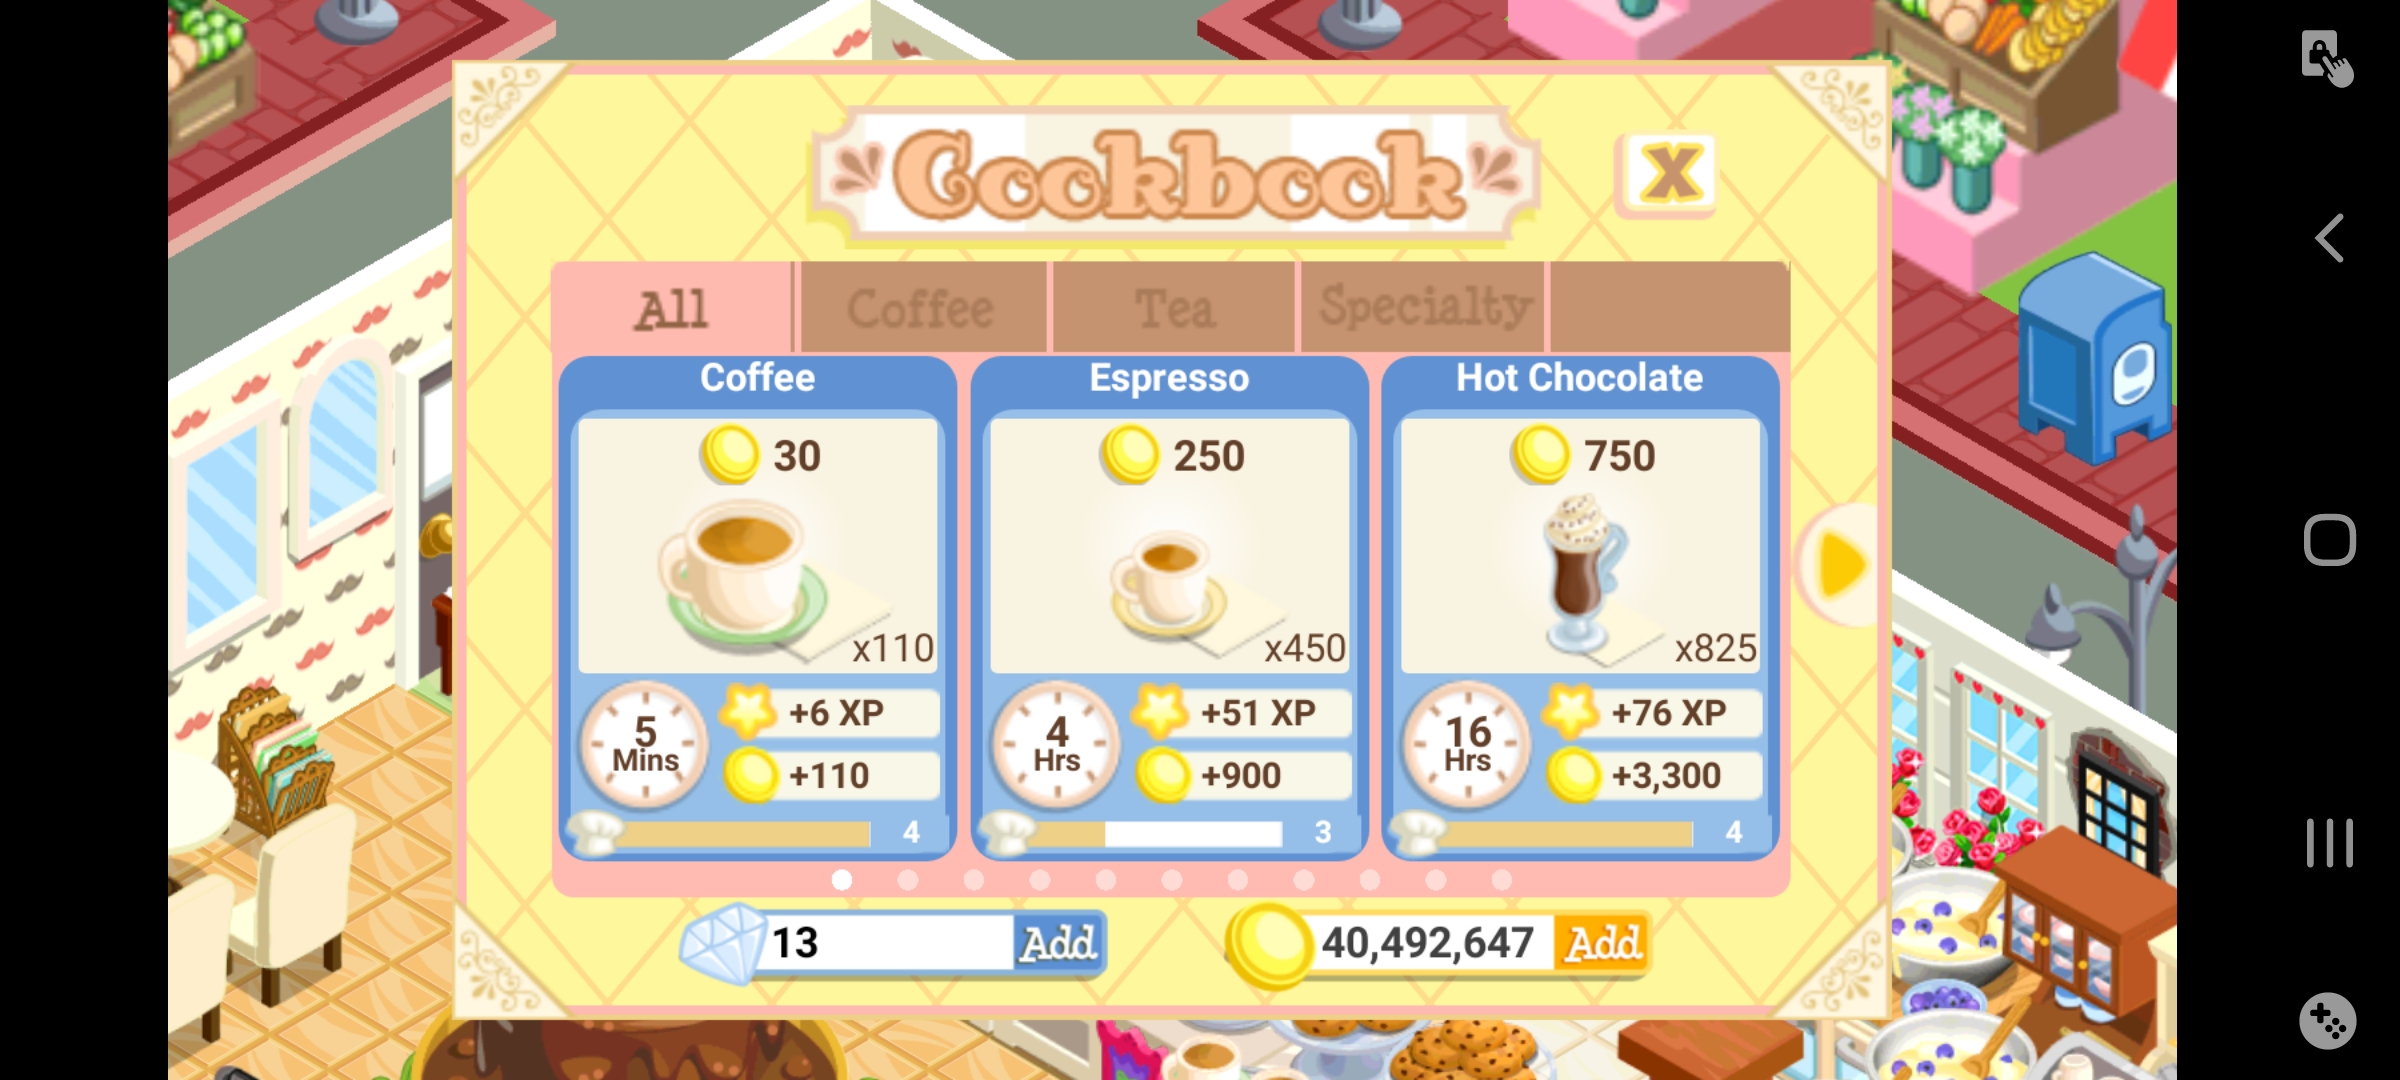 Cookbook
X
All
Coffee
Tea
Specialty
Coffee
30
x110
5
Mins
+6 XP
+110
4
Espresso
250
x450
4
Hrs
+51 XP
+900
3
Hot Chocolate
750
x825
16
Hrs
+76 XP
+3,300
4
13
Add
40,492,647
Add